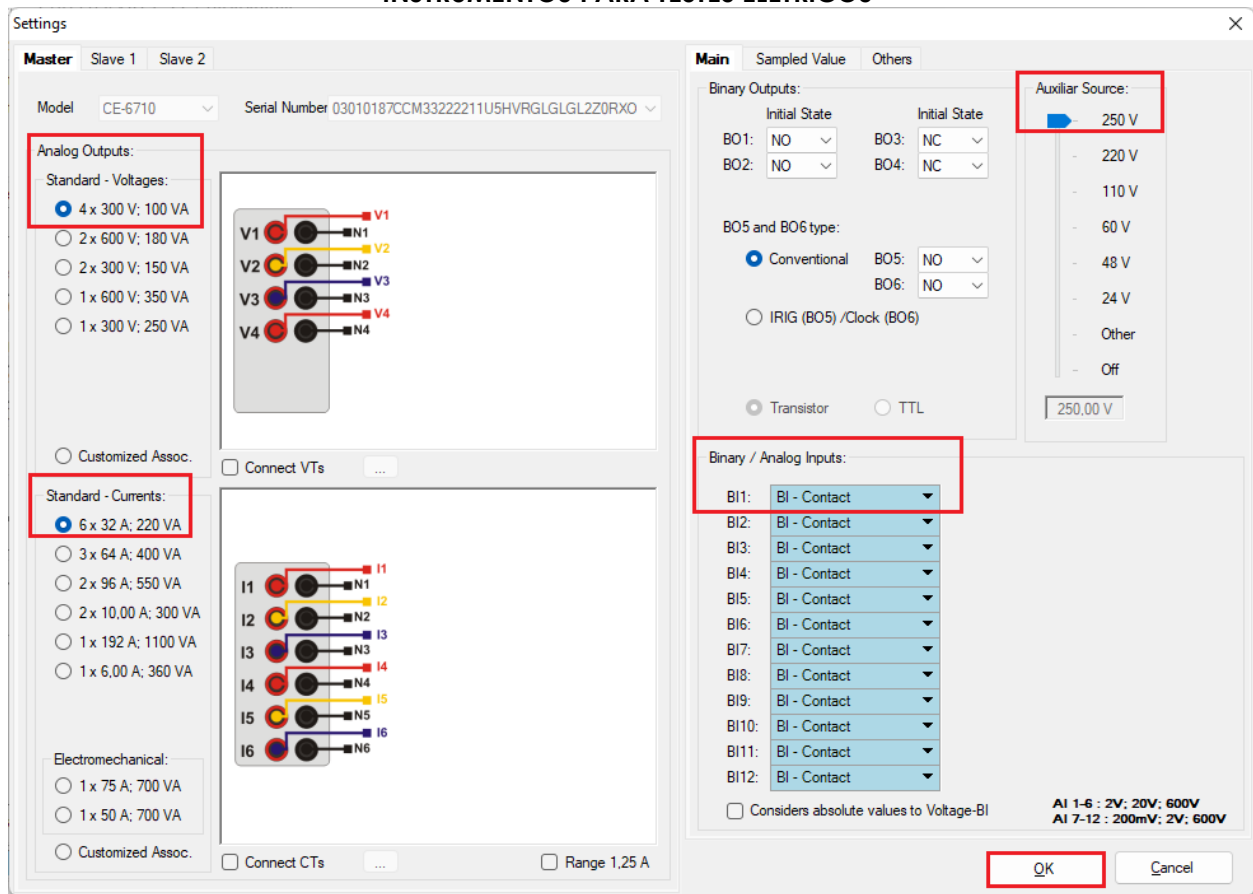 INSTRUMENTOS PARA TESTES ELÉTRICOS
Settings
Master Slave 1 Slave 2
Model CE-6710 Serial Number 03010187CCM33222211U5HVRGLGLGL2Z0RXO
Analog Outputs:
Standard - Voltages:
4 x 300 V; 100 VA
2 x 600 V; 180 VA
2 x 300 V; 150 VA
1 x 600 V; 350 VA
1 x 300 V; 250 VA
Customized Assoc.
V1 V1
N1
V2 V2
N2
V3 V3
N3
V4 V4
N4
Connect VTs ...
Standard - Currents:
6 x 32 A; 220 VA
3 x 64 A; 400 VA
2 x 96 A; 550 VA
2 x 10,00 A; 300 VA
1 x 192 A; 1100 VA
1 x 6,00 A; 360 VA
Electromechanical:
1 x 75 A; 700 VA
1 x 50 A; 700 VA
Customized Assoc.
I1 I1
N1
I2 I2
N2
I3 I3
N3
I4 I4
N4
I5 I5
N5
I6 I6
N6
Connect CTs ... Range 1,25 A
Main Sampled Value Others
Binary Outputs:
Initial State Initial State
BO1: NO BO3: NC
BO2: NO BO4: NC
BO5 and BO6 type:
Conventional BO5: NO
BO6: NO
IRIG (BO5) /Clock (BO6)
Transistor TTL
Auxiliar Source:
250 V
220 V
110 V
60 V
48 V
24 V
Other
Off
250,00 V
Binary / Analog Inputs:
BI1: BI - Contact
BI2: BI - Contact
BI3: BI - Contact
BI4: BI - Contact
BI5: BI - Contact
BI6: BI - Contact
BI7: BI - Contact
BI8: BI - Contact
BI9: BI - Contact
BI10: BI - Contact
BI11: BI - Contact
BI12: BI - Contact
Considers absolute values to Voltage-BI
AI 1-6 : 2V; 20V; 600V
AI 7-12 : 200mV; 2V; 600V
OK Cancel